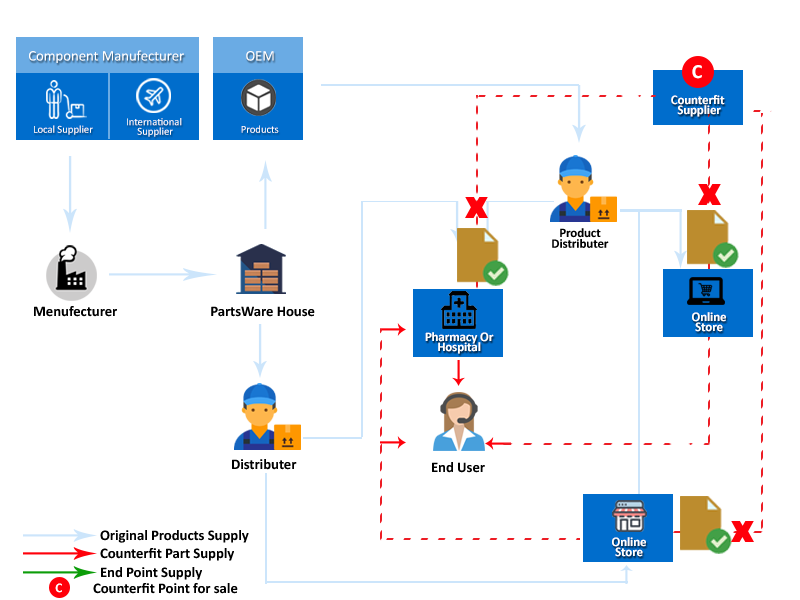 Component Manufacturer
OEM
Local Supplier
International
Supplier
Products
C
Counterfit
Supplier
Product
Distributer
Menufecturer
PartsWare House
Pharmacy Or
Hospital
Online
Store
Distributer
End User
Online
Store
Original Products Supply
Counterfit Part Supply
End Point Supply
C
Counterfit Point for sale